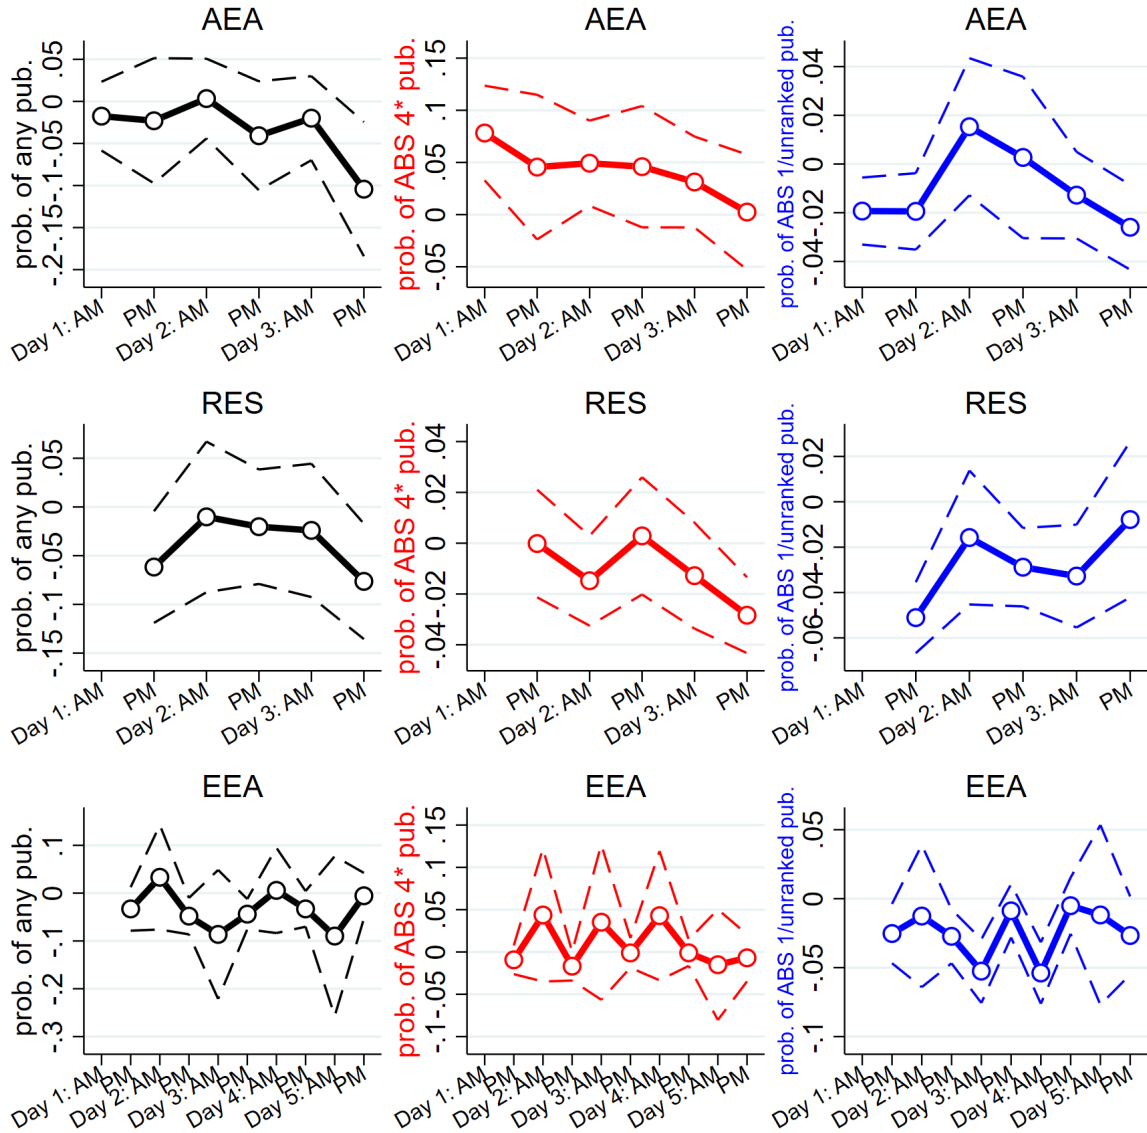 AEA
prob. of any pub.
.05
0
-.05
-.1
-.15
-.2
Day 1: AM
PM
Day 2: AM
PM
Day 3: AM
PM
AEA
prob. of ABS 4* pub.
.15
.1
.05
0
-.05
Day 1: AM
PM
Day 2: AM
PM
Day 3: AM
PM
AEA
prob. of ABS 1/unranked pub.
.04
.02
0
-.02
-.04
Day 1: AM
PM
Day 2: AM
PM
Day 3: AM
PM
RES
prob. of any pub.
.05
0
-.05
-.1
-.15
Day 1: AM
PM
Day 2: AM
PM
Day 3: AM
PM
RES
prob. of ABS 4* pub.
.04
.02
0
-.02
-.04
Day 1: AM
PM
Day 2: AM
PM
Day 3: AM
PM
RES
prob. of ABS 1/unranked pub.
.02
0
-.02
-.04
-.06
Day 1: AM
PM
Day 2: AM
PM
Day 3: AM
PM
EEA
prob. of any pub.
.1
0
-.1
-.2
-.3
Day 1: AM
PM
Day 2: AM
PM
Day 3: AM
PM
Day 4: AM
PM
Day 5: AM
PM
EEA
prob. of ABS 4* pub.
.15
.1
.05
0
-.05
-.1
Day 1: AM
PM
Day 2: AM
PM
Day 3: AM
PM
Day 4: AM
PM
Day 5: AM
PM
EEA
prob. of ABS 1/unranked pub.
.05
0
-.05
-.1
Day 1: AM
PM
Day 2: AM
PM
Day 3: AM
PM
Day 4: AM
PM
Day 5: AM
PM